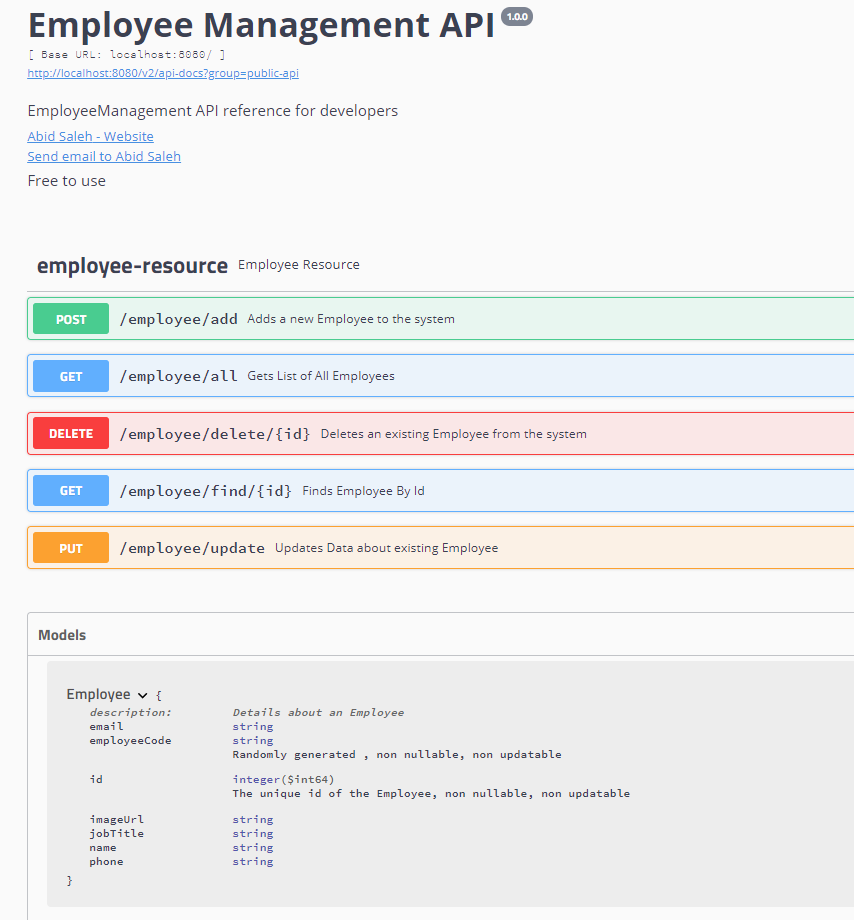 Employee Management API 1.0.0
[ Base URL: localhost:8080/ ]
http://localhost:8080/v2/api-docs?group=public-api
EmployeeManagement API reference for developers
Abid Saleh - Website
Send email to Abid Saleh
Free to use
employee-resource Employee Resource
POST /employee/add Adds a new Employee to the system
GET /employee/all Gets List of All Employees
DELETE /employee/delete/{id} Deletes an existing Employee from the system
GET /employee/find/{id} Finds Employee By Id
PUT /employee/update Updates Data about existing Employee
Models
Employee {
description: Details about an Employee
email string
employeeCode string
Randomly generated , non nullable, non updatable
id integer($int64)
The unique id of the Employee, non nullable, non updatable
imageUrl string
jobTitle string
name string
phone string
}